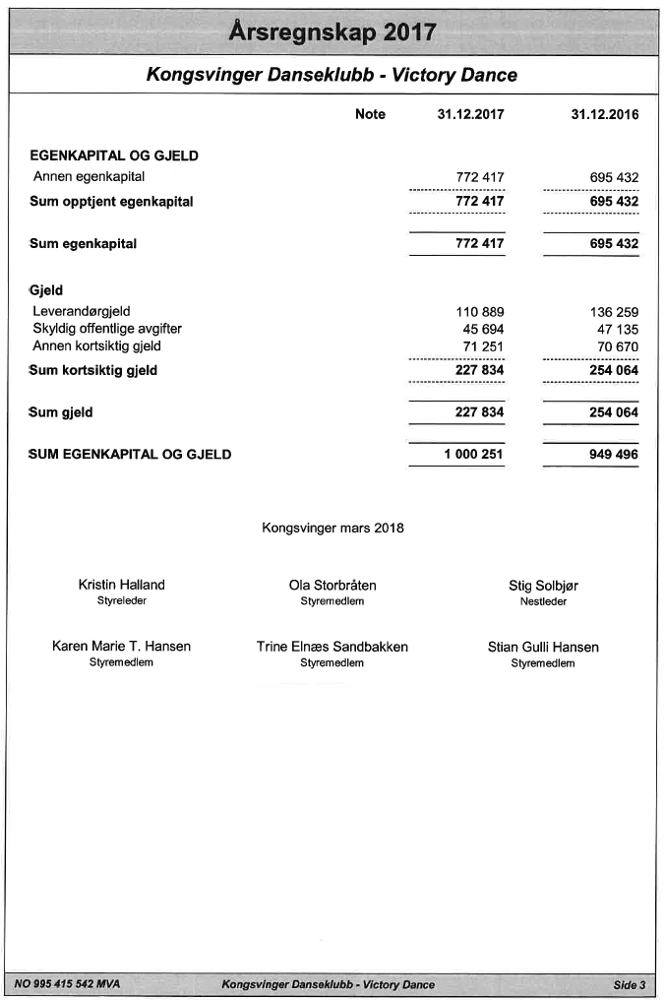 Årsregnskap 2017
Kongsvinger Danseklubb - Victory Dance
Note 31.12.2017 31.12.2016
EGENKAPITAL OG GJELD
Annen egenkapital 772 417 695 432
Sum opptjent egenkapital 772 417 695 432
Sum egenkapital 772 417 695 432
Gjeld
Leverandørgjeld 110 889 136 259
Skyldig offentlige avgifter 45 694 47 135
Annen kortsiktig gjeld 71 251 70 670
Sum kortsiktig gjeld 227 834 254 064
Sum gjeld 227 834 254 064
SUM EGENKAPITAL OG GJELD 1 000 251 949 496
Kongsvinger mars 2018
Kristin Halland Ola Storbråten Stig Solbjør
Styreleder Styremedlem Nestleder
Karen Marie T. Hansen Trine Elnæs Sandbakken Stian Gulli Hansen
Styremedlem Styremedlem Styremedlem
NO 995 415 542 MVA Kongsvinger Danseklubb - Victory Dance Side 3